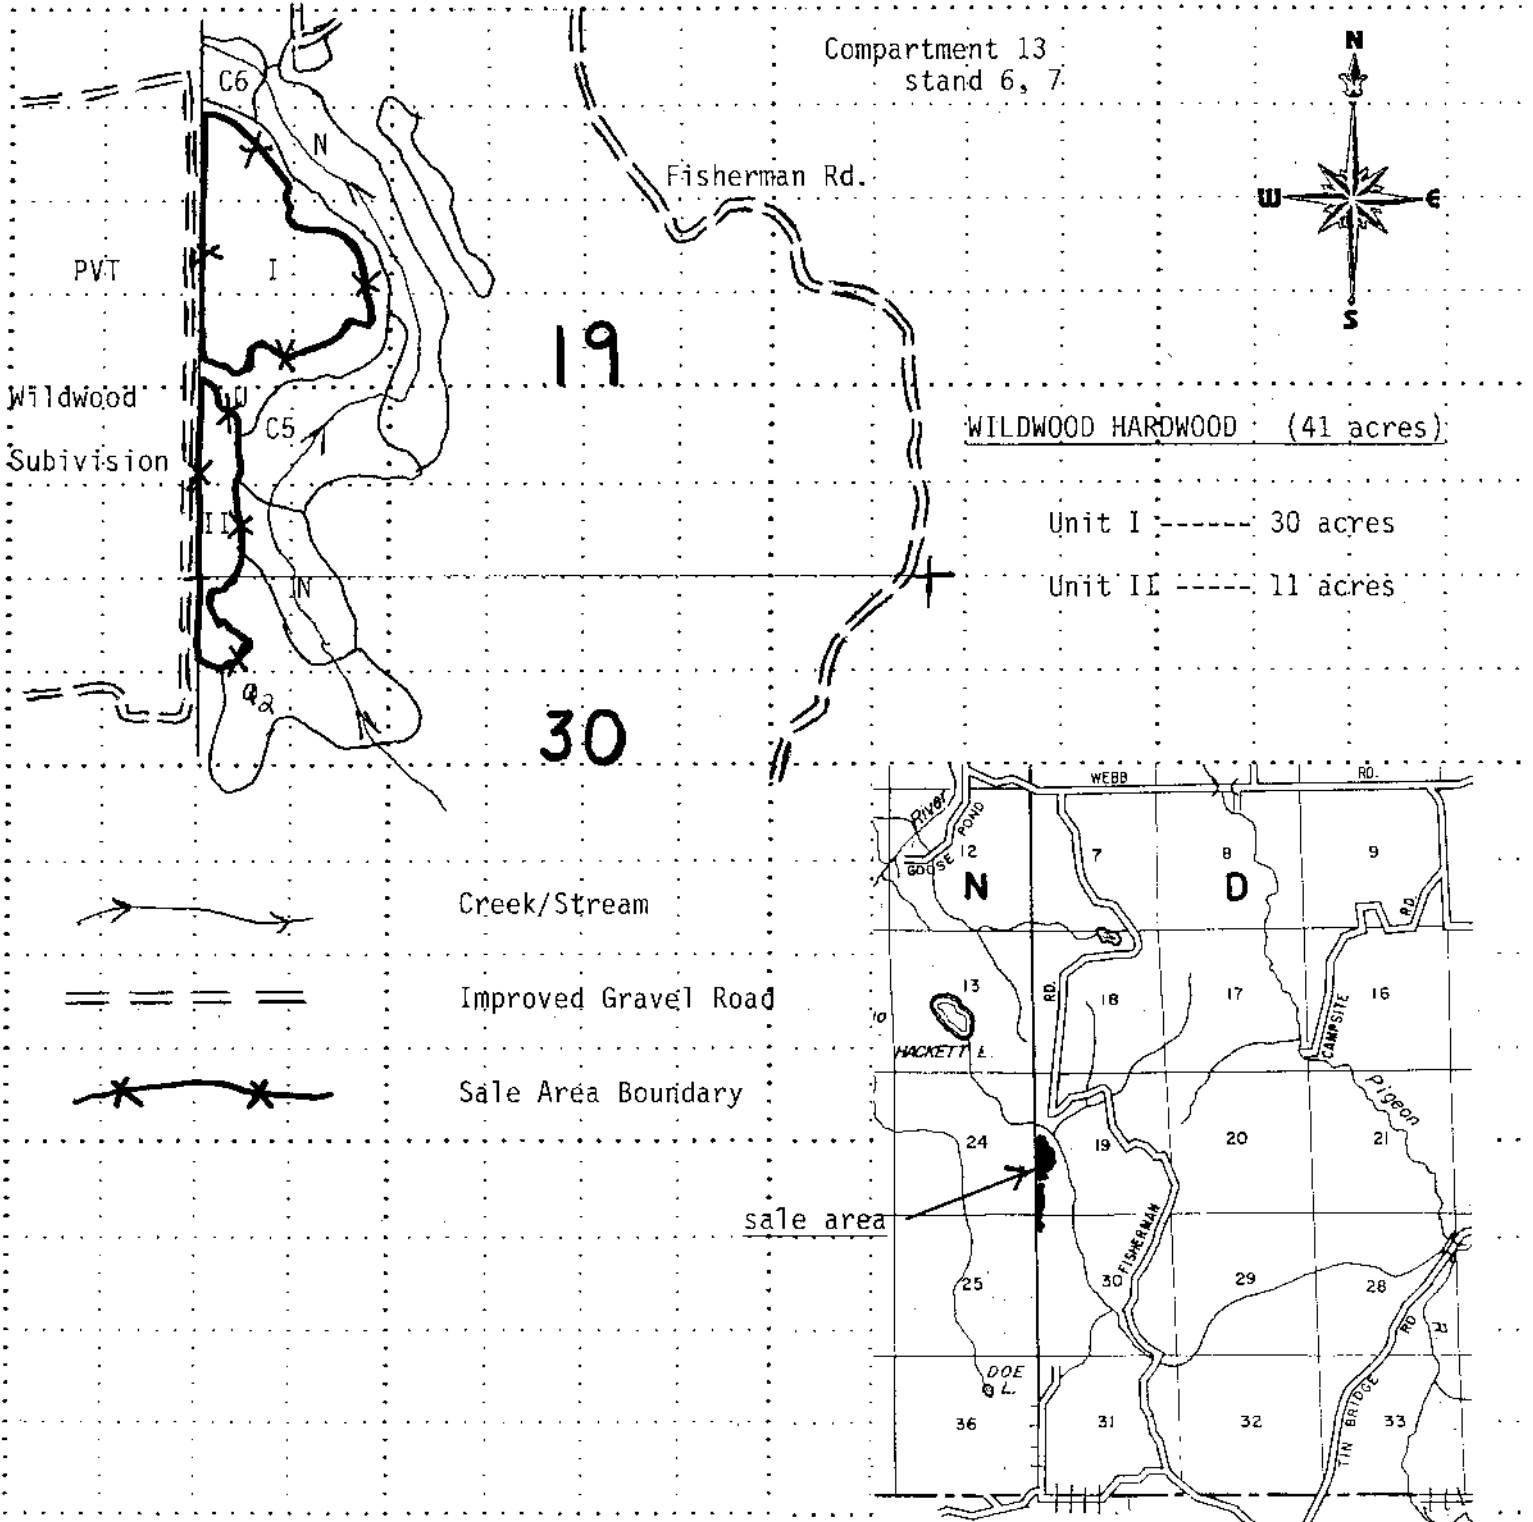 Compartment 13
stand 6, 7
N
W
E
S
C6
N
Fisherman Rd.
PVT
I
19
Wildwood
U
C5
Subivision
II
WILDWOOD HARDWOOD (41 acres)
Unit I ------ 30 acres
Unit II ----- 11 acres
N
Q2
30
Creek/Stream
Improved Gravel Road
Sale Area Boundary
sale area
WEBB RD.
River
GOOSE POND
12
7
8
9
N
D
RD.
13
RD.
18
17
16
HACKETT L.
CAMPSITE
Pigeon
24
19
20
21
FISHERMAN
25
30
29
28
RD
DOE
L.
TIN BRIDGE
36
31
32
33